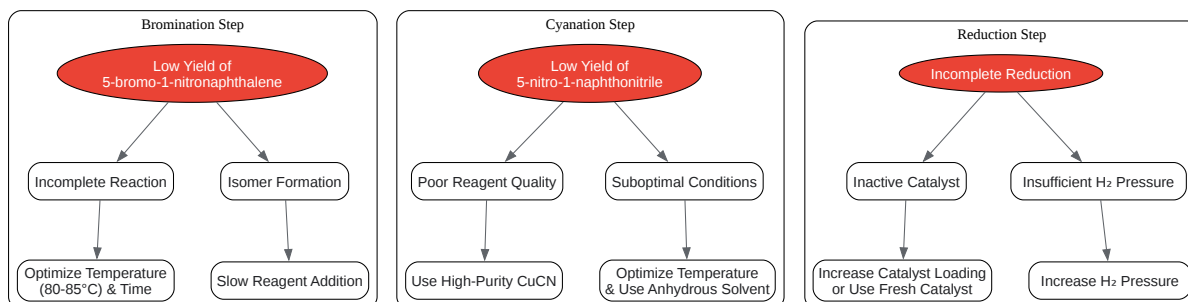 Bromination Step
Low Yield of
5-bromo-1-nitronaphthalene
Incomplete Reaction
Isomer Formation
Optimize Temperature
(80-85°C) & Time
Slow Reagent Addition
Cyanation Step
Low Yield of
5-nitro-1-naphthonitrile
Poor Reagent Quality
Suboptimal Conditions
Use High-Purity CuCN
Optimize Temperature
& Use Anhydrous Solvent
Reduction Step
Incomplete Reduction
Inactive Catalyst
Insufficient H₂ Pressure
Increase Catalyst Loading
or Use Fresh Catalyst
Increase H₂ Pressure